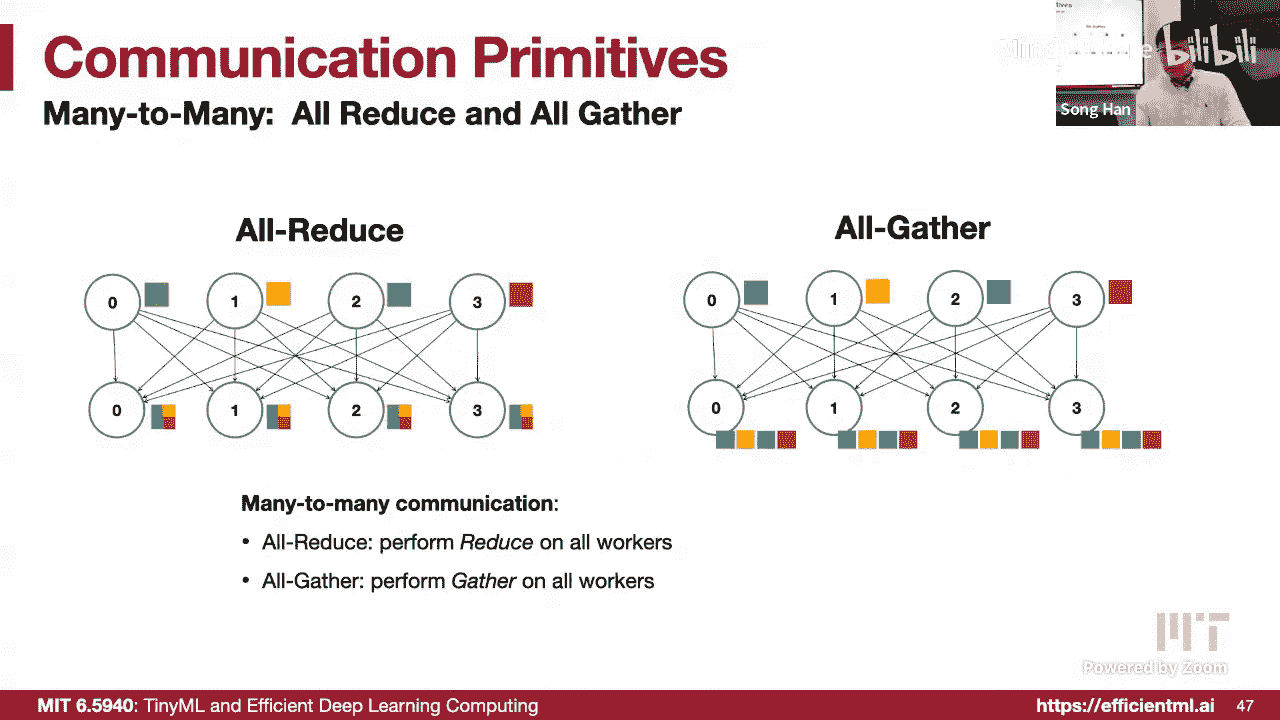 Communication Primitives
Many-to-Many: All Reduce and All Gather
bilibili
Song Han
All-Reduce
All-Gather
0 1 2 3
0 1 2 3
0 1 2 3
0 1 2 3
Many-to-many communication:
• All-Reduce: perform Reduce on all workers
• All-Gather: perform Gather on all workers
MIT
Powered by Zoom
MIT 6.5940: TinyML and Efficient Deep Learning Computing
https://efficientml.ai
47